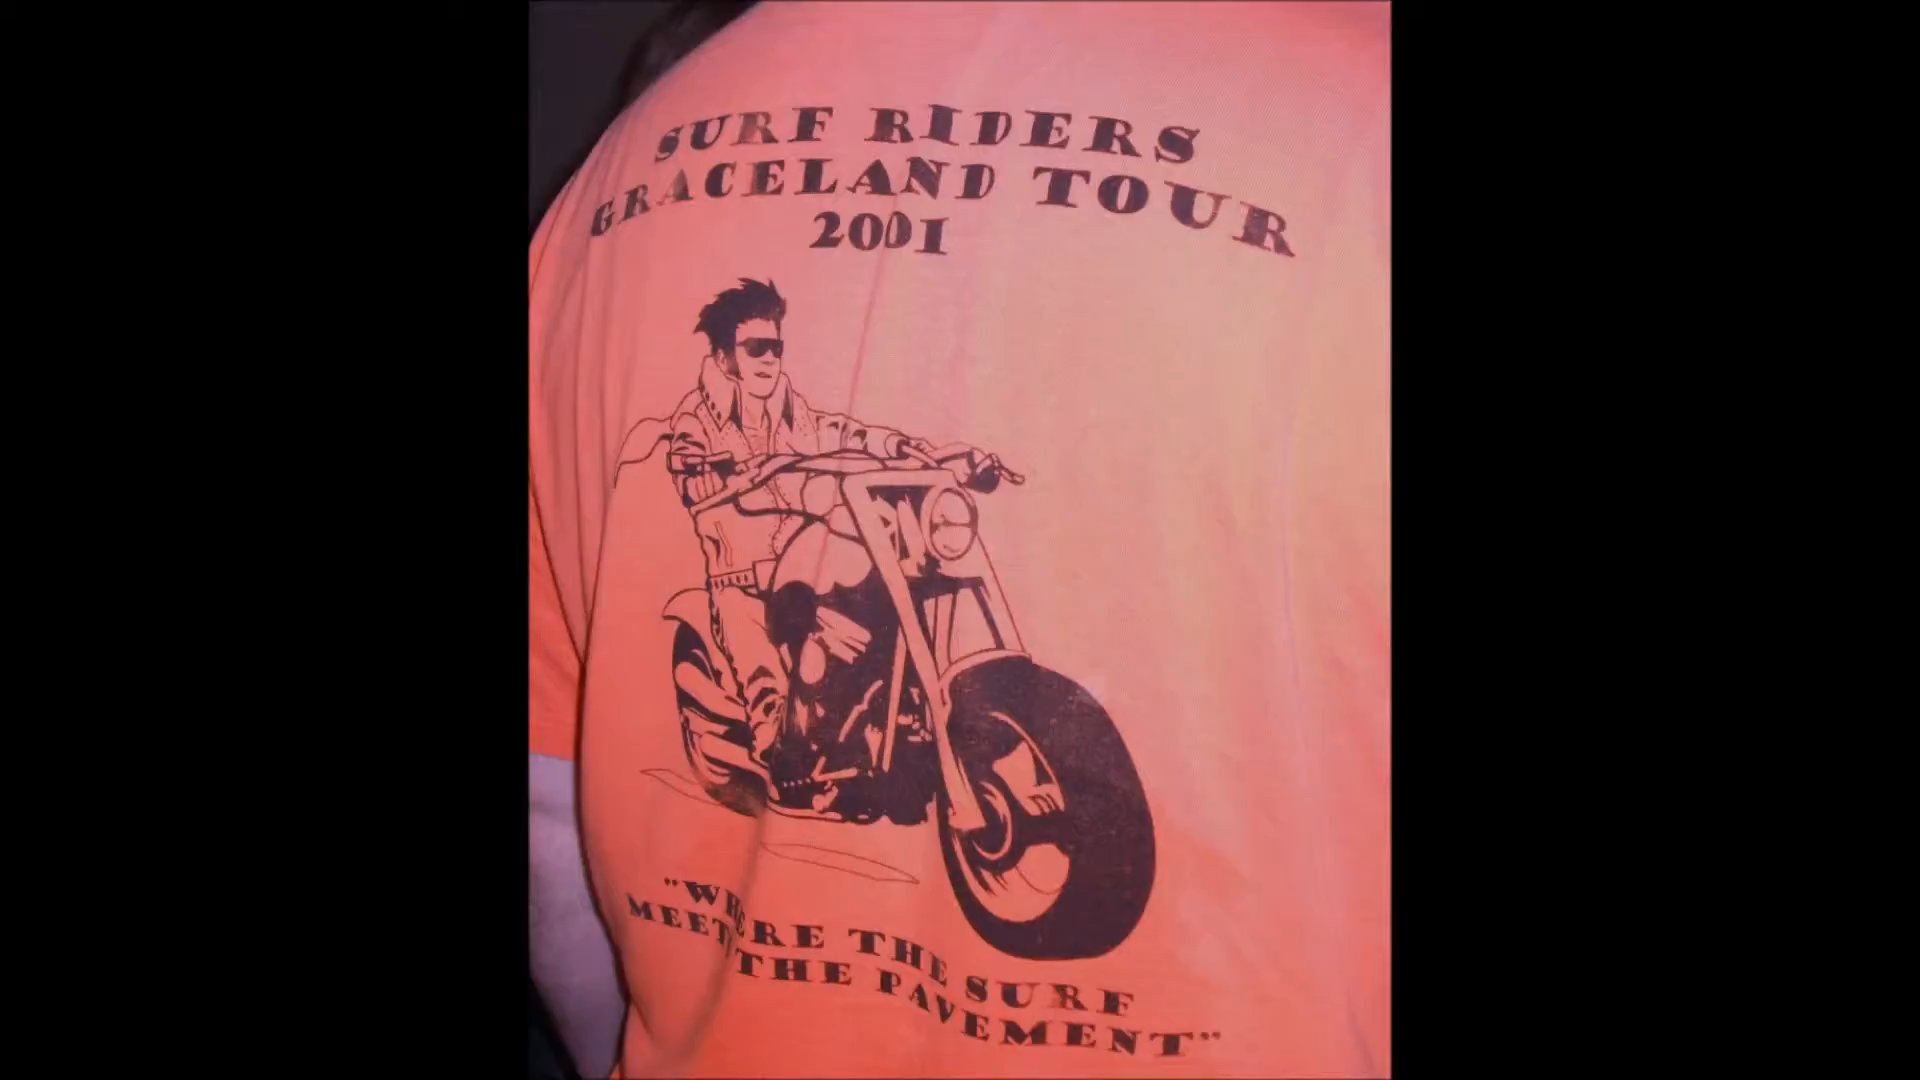 SURF RIDERS
GRACELAND TOUR
2001
"WHERE THE SURF
MEETS THE PAVEMENT"